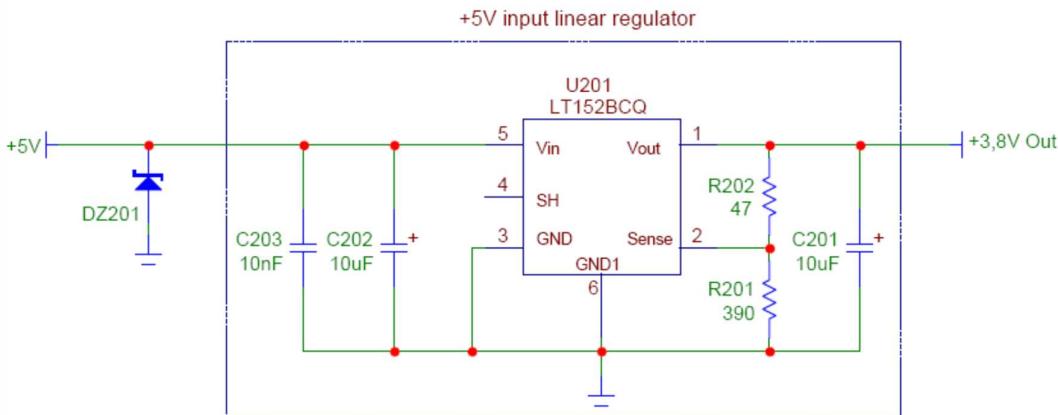 +5V input linear regulator
U201
LT152BCQ
+5V
5
Vin
Vout
1
+3,8V Out
4
SH
R202
47
DZ201
C203
10nF
C202
10uF
+
3
GND
Sense
2
C201
10uF
+
GND1
6
R201
390